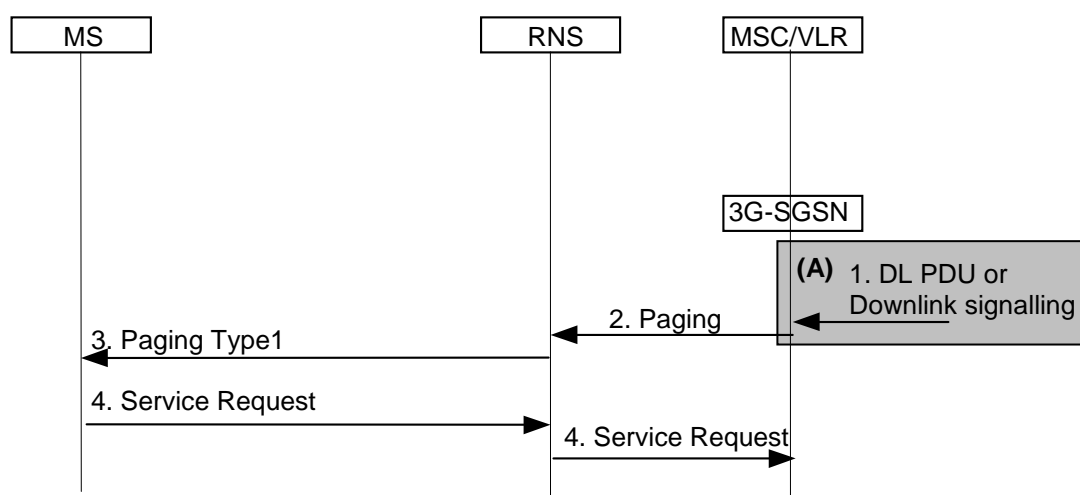 MS
RNS
MSC/VLR
3G-SGSN
(A) 1. DL PDU or
Downlink signalling
2. Paging
3. Paging Type1
4. Service Request
4. Service Request